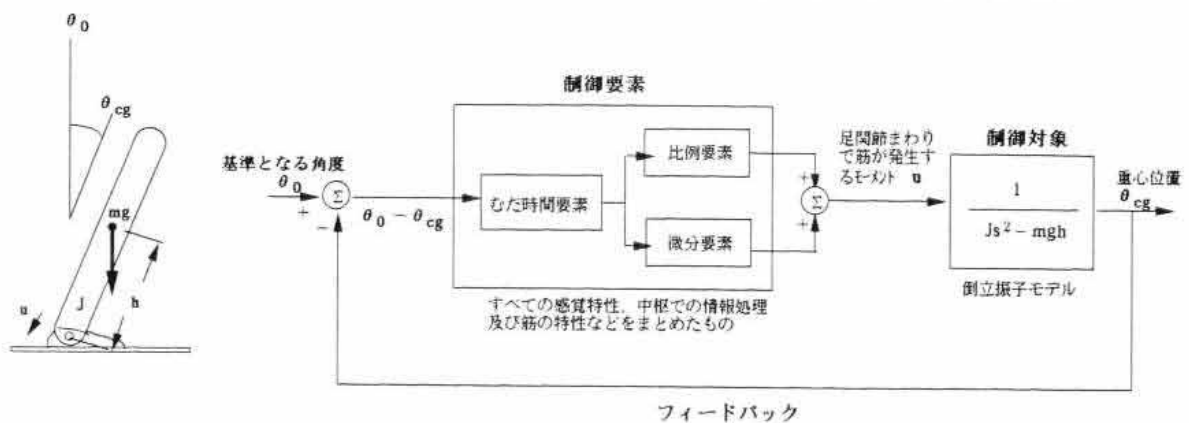 θ0
θcg
mg
J
h
u
制御要素
基準となる角度
θ0
+
−
Σ
θ0 − θcg
むだ時間要素
比例要素
微分要素
+
+
Σ
すべての感覚特性、中枢での情報処理
及び筋の特性などをまとめたもの
足関節まわり
で筋が発生す
るモーメント u
制御対象
1
Js² − mgh
倒立振子モデル
重心位置
θcg
フィードバック